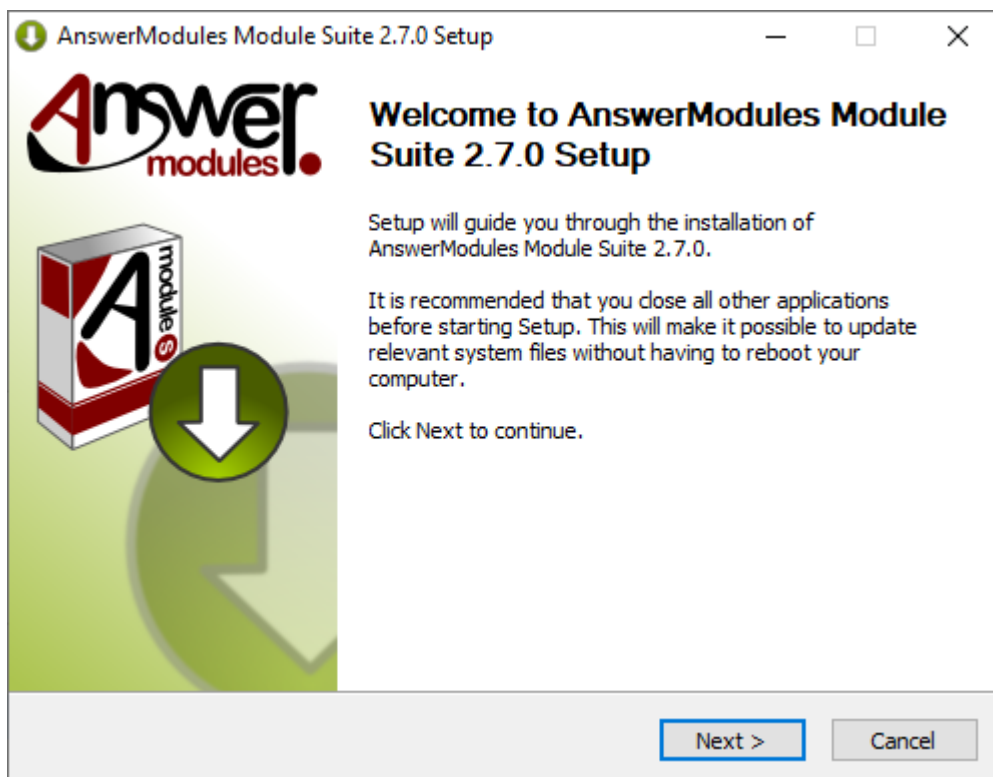 AnswerModules Module Suite 2.7.0 Setup
Answer
modules
Welcome to AnswerModules Module
Suite 2.7.0 Setup
Setup will guide you through the installation of
AnswerModules Module Suite 2.7.0.
It is recommended that you close all other applications
before starting Setup. This will make it possible to update
relevant system files without having to reboot your
computer.
Click Next to continue.
A
module s
Next >
Cancel